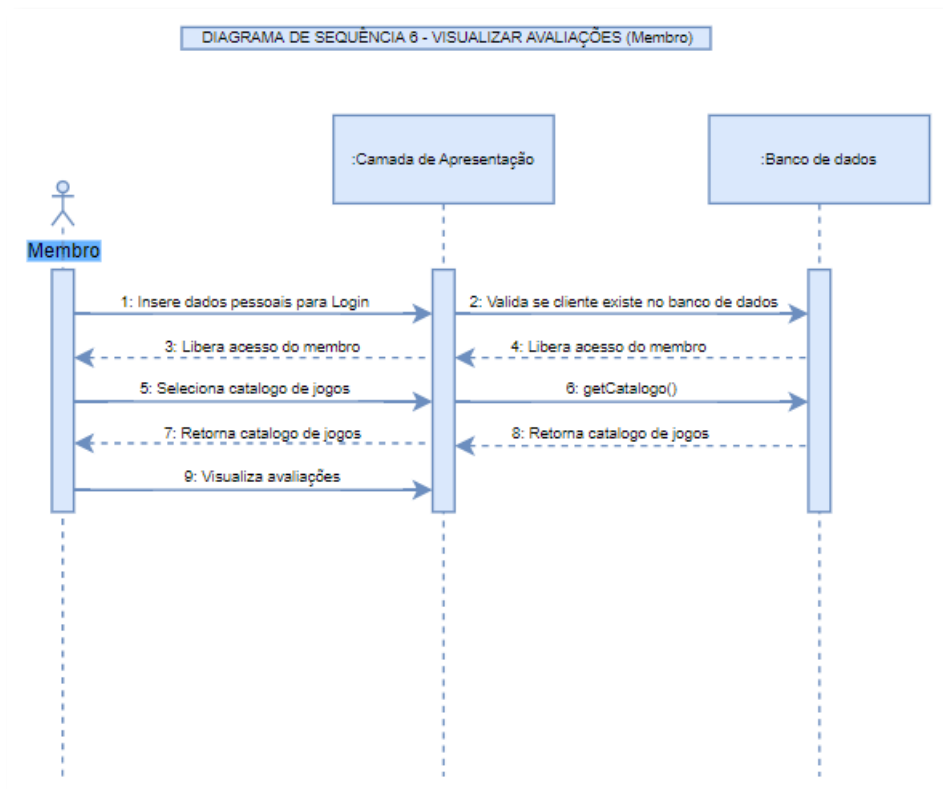 DIAGRAMA DE SEQUÊNCIA 6 - VISUALIZAR AVALIAÇÕES (Membro)
:Camada de Apresentação
:Banco de dados
Membro
1: Insere dados pessoais para Login
2: Valida se cliente existe no banco de dados
3: Libera acesso do membro
4: Libera acesso do membro
5: Seleciona catalogo de jogos
6: getCatalogo()
7: Retorna catalogo de jogos
8: Retorna catalogo de jogos
9: Visualiza avaliações